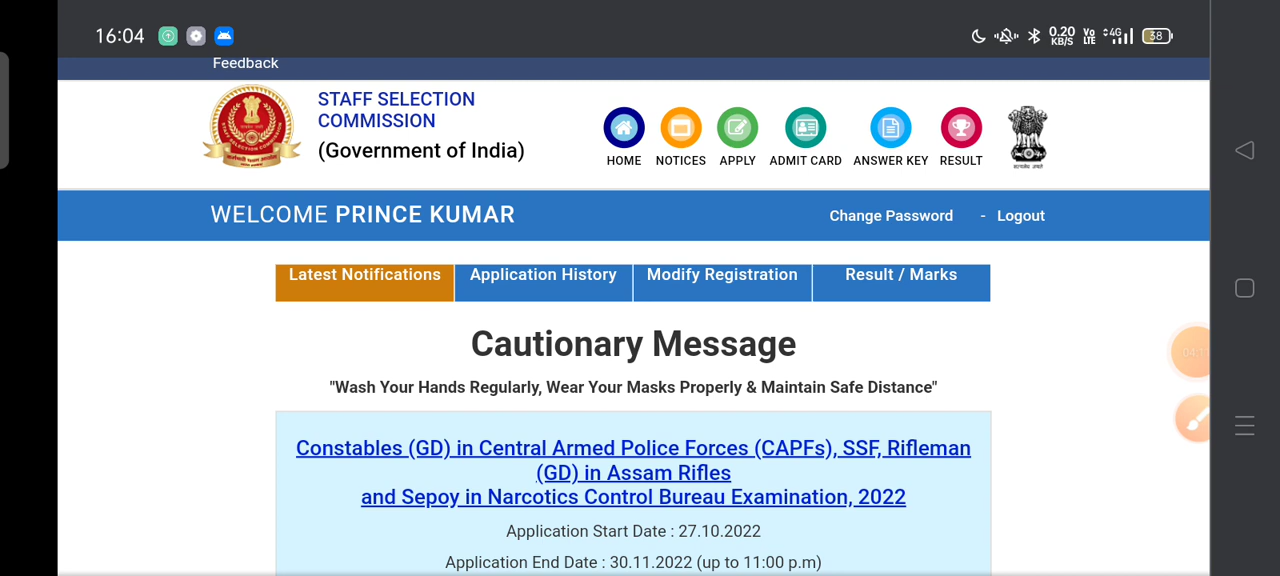 16:04
0.20
KB/S
Vo
LTE
4G
38
Feedback
STAFF SELECTION
COMMISSION
(Government of India)
HOME NOTICES APPLY ADMIT CARD ANSWER KEY RESULT
WELCOME PRINCE KUMAR
Change Password - Logout
Latest Notifications Application History Modify Registration Result / Marks
Cautionary Message
"Wash Your Hands Regularly, Wear Your Masks Properly & Maintain Safe Distance"
Constables (GD) in Central Armed Police Forces (CAPFs), SSF, Rifleman
(GD) in Assam Rifles
and Sepoy in Narcotics Control Bureau Examination, 2022
Application Start Date : 27.10.2022
Application End Date : 30.11.2022 (up to 11:00 p.m)